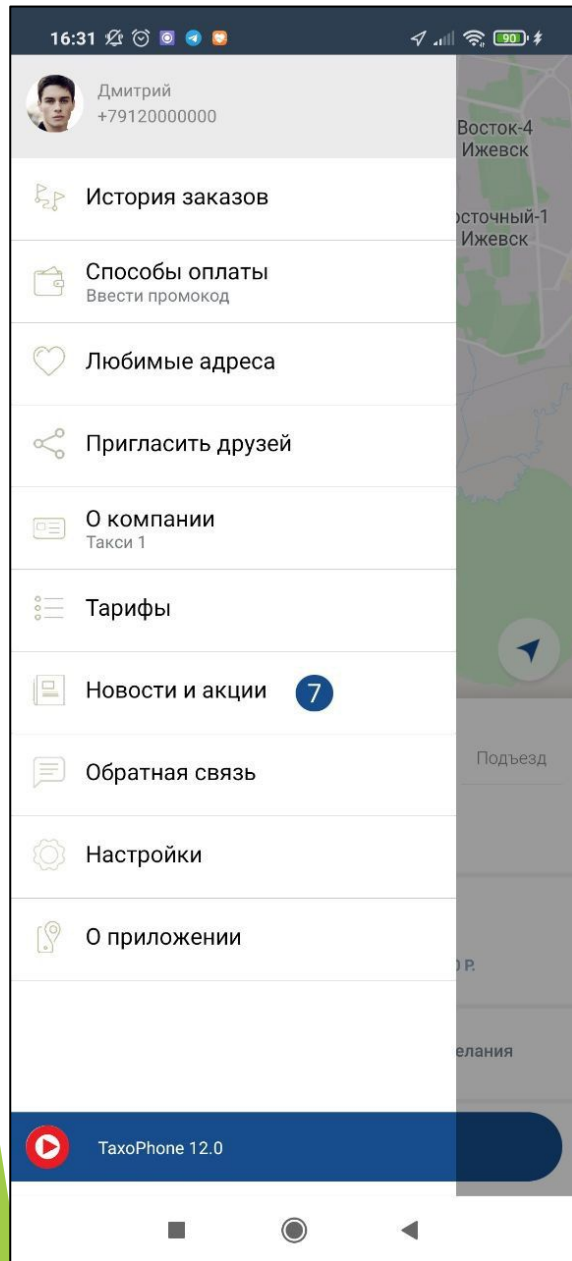 16:31
90
Дмитрий
+79120000000
Восток-4
Ижевск
осточный-1
Ижевск
История заказов
Способы оплаты
Ввести промокод
Любимые адреса
Пригласить друзей
О компании
Такси 1
Тарифы
Новости и акции 7
Обратная связь
Подъезд
Настройки
О приложении
0 Р.
елания
TaxoPhone 12.0